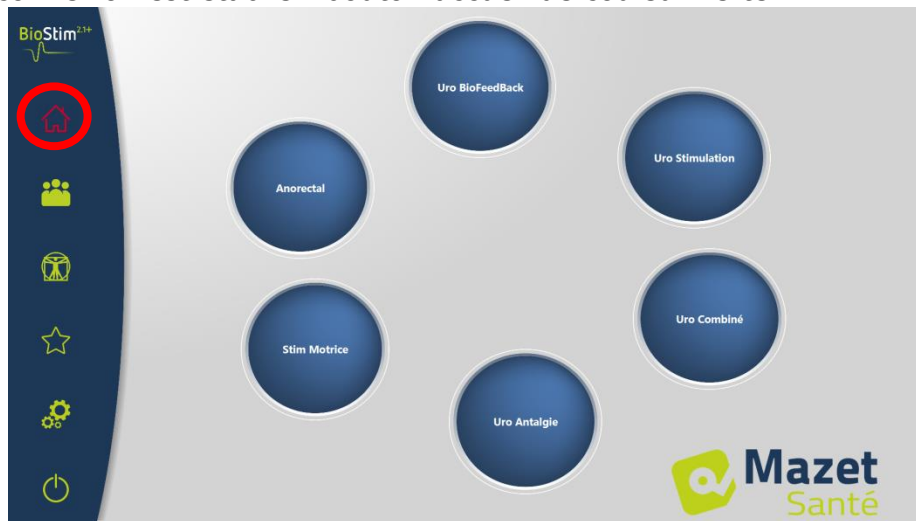 BioStim2.1+
Uro BioFeedBack
Uro Stimulation
Anorectal
Uro Combiné
Stim Motrice
Uro Antalgie
Mazet
Santé